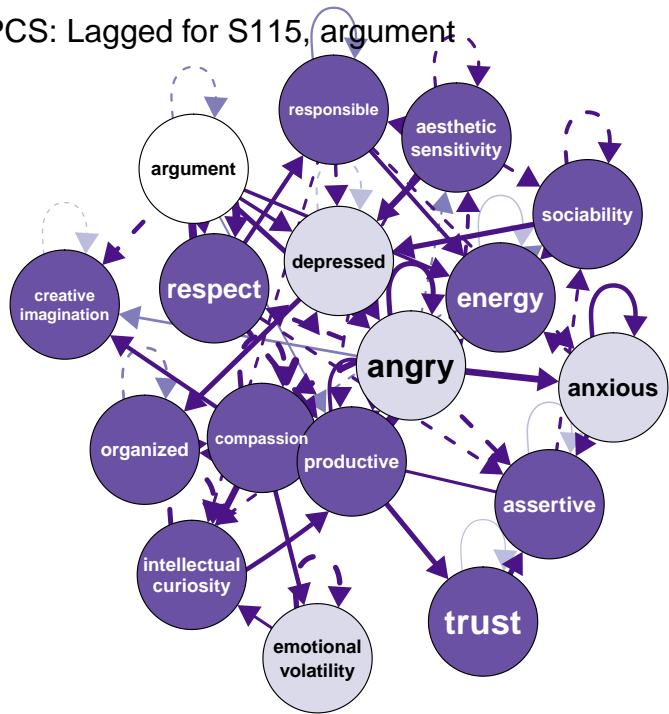 PCS: Lagged for S115, argument
responsible
aesthetic
sensitivity
argument
sociability
depressed
respect
energy
creative
imagination
angry
anxious
organized
compassion
productive
assertive
intellectual
curiosity
trust
emotional
volatility